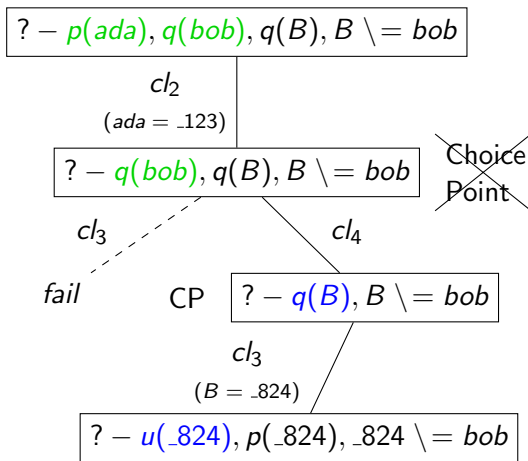 ? − p(ada), q(bob), q(B), B \= bob
cl₂
(ada = _123)
? − q(bob), q(B), B \= bob
Choice
Point
cl₃
cl₄
fail
CP
? − q(B), B \= bob
cl₃
(B = _824)
? − u(_824), p(_824), _824 \= bob